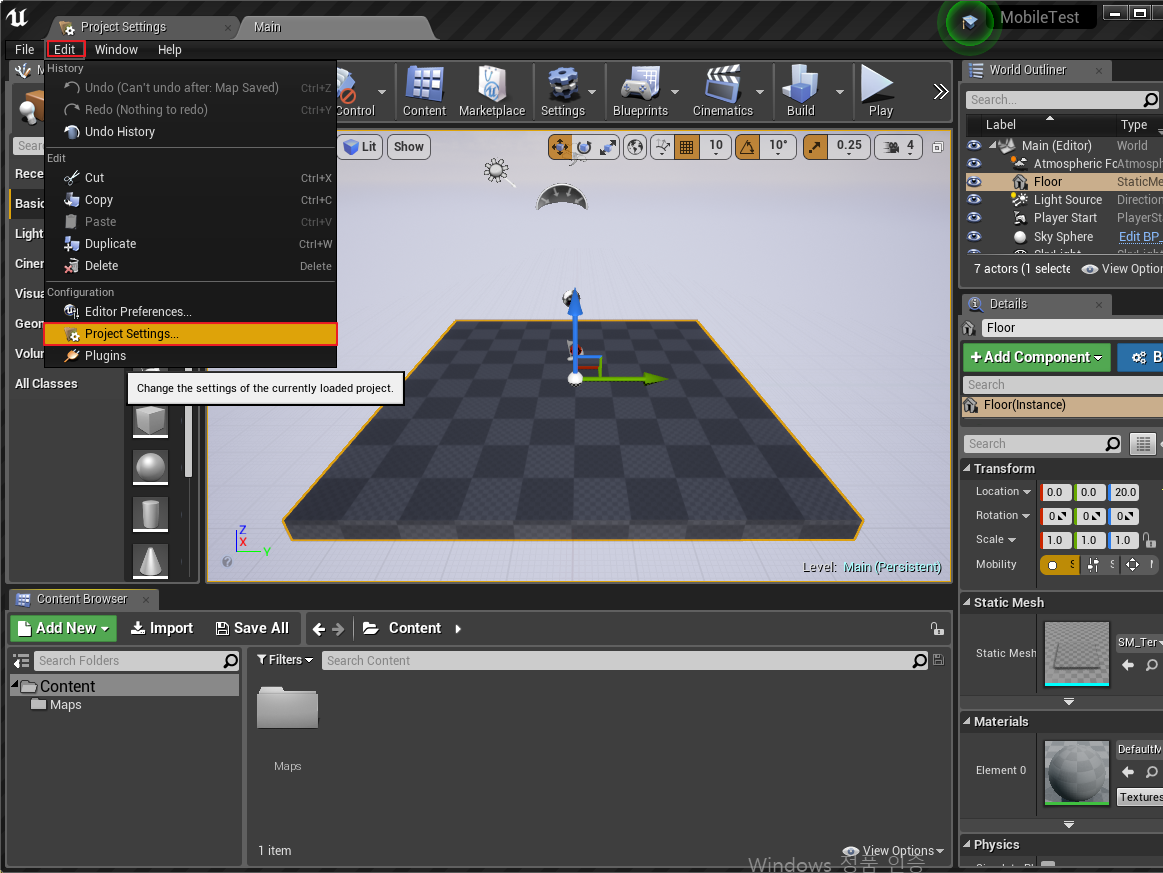 Project Settings
Main
MobileTest
File Edit Window Help
History
Undo (Can't undo after: Map Saved) Ctrl+Z
Redo (Nothing to redo) Ctrl+Y
Undo History
Edit
Cut Ctrl+X
Copy Ctrl+C
Paste Ctrl+V
Duplicate Ctrl+W
Delete Delete
Configuration
Editor Preferences...
Project Settings...
Plugins
Change the settings of the currently loaded project.
M
Sear
Rece
Basic
Light
Ciner
Visua
Geon
Volur
All Classes
Control
Content
Marketplace
Settings
Blueprints
Cinematics
Build
Play
Lit Show
10 10° 0.25 4
Z
X
Y
Level: Main (Persistent)
World Outliner
Search...
Label Type
Main (Editor) World
Atmospheric Fo Atmosph
Floor StaticMe
Light Source Direction
Player Start PlayerSt
Sky Sphere Edit BP_
SkyLight SkyLight
7 actors (1 selecte View Option
Details
Floor
+ Add Component B
Search
Floor(Instance)
Search
Transform
Location 0.0 0.0 20.0
Rotation 0 0 0
Scale 1.0 1.0 1.0
Mobility S S M
Static Mesh
Static Mesh SM_Ter
Materials
Element 0 DefaultM
Textures
Physics
Content Browser
Add New Import Save All Content
Search Folders
Content
Maps
Filters Search Content
Maps
1 item
View Options
Windows 정품 인증